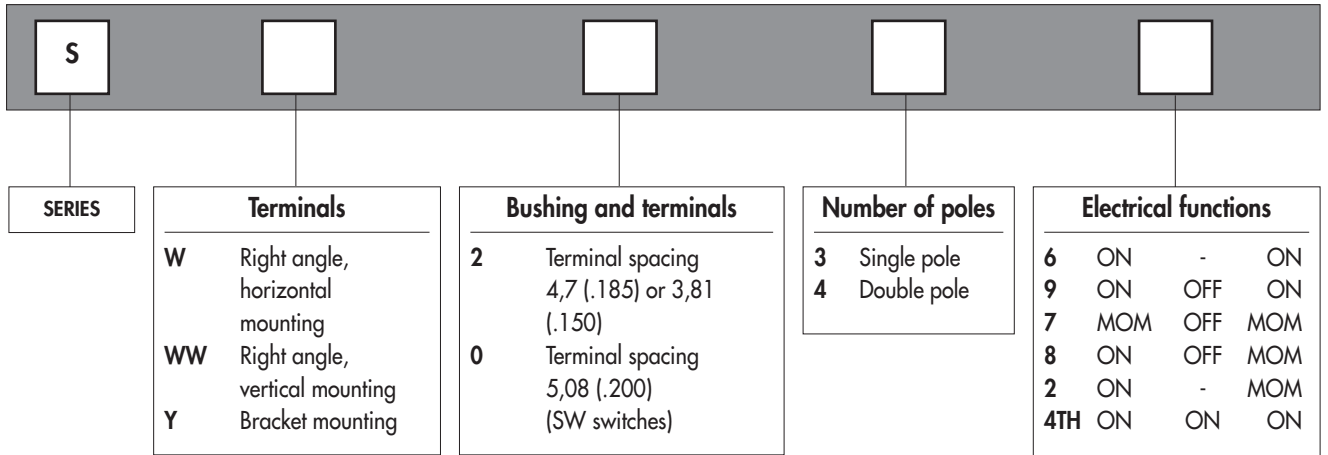 S
SERIES
Terminals
W Right angle,
horizontal
mounting
WW Right angle,
vertical mounting
Y Bracket mounting
Bushing and terminals
2 Terminal spacing
4,7 (.185) or 3,81
(.150)
0 Terminal spacing
5,08 (.200)
(SW switches)
Number of poles
3 Single pole
4 Double pole
Electrical functions
6 ON - ON
9 ON OFF ON
7 MOM OFF MOM
8 ON OFF MOM
2 ON - MOM
4TH ON ON ON